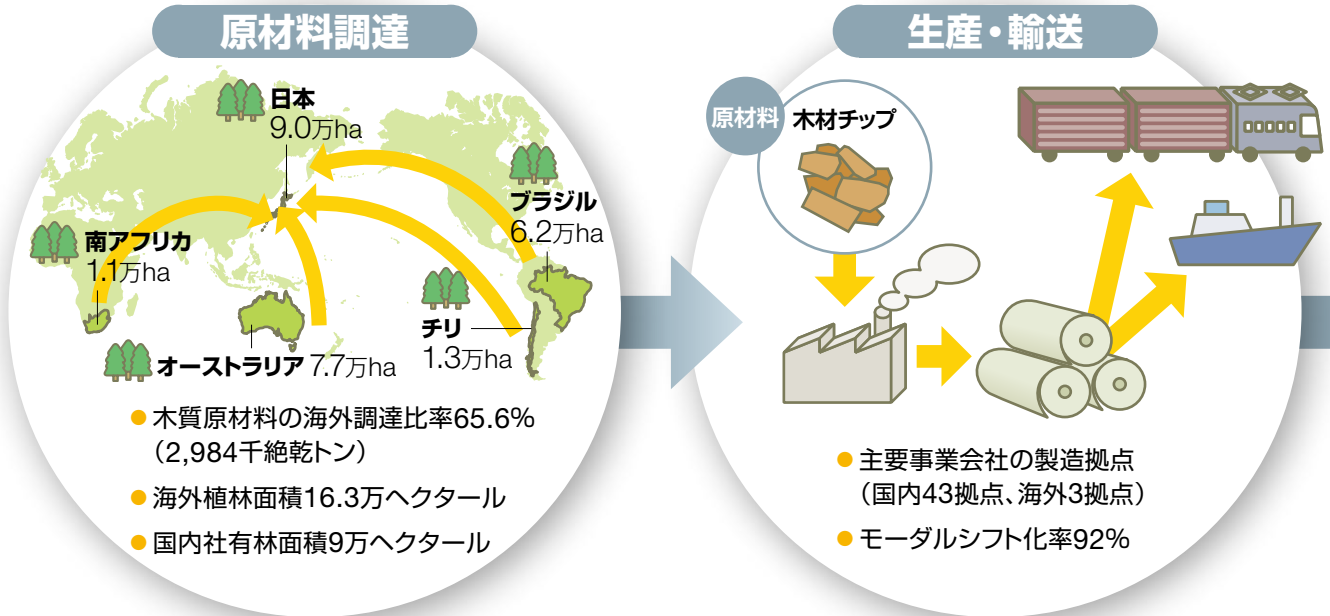 原材料調達
日本
9.0万ha
ブラジル
6.2万ha
南アフリカ
1.1万ha
チリ
1.3万ha
オーストラリア 7.7万ha
●木質原材料の海外調達比率65.6%
（2,984千絶乾トン）
●海外植林面積16.3万ヘクタール
●国内社有林面積9万ヘクタール
生産・輸送
原材料 木材チップ
●主要事業会社の製造拠点
（国内43拠点、海外3拠点）
●モーダルシフト化率92%